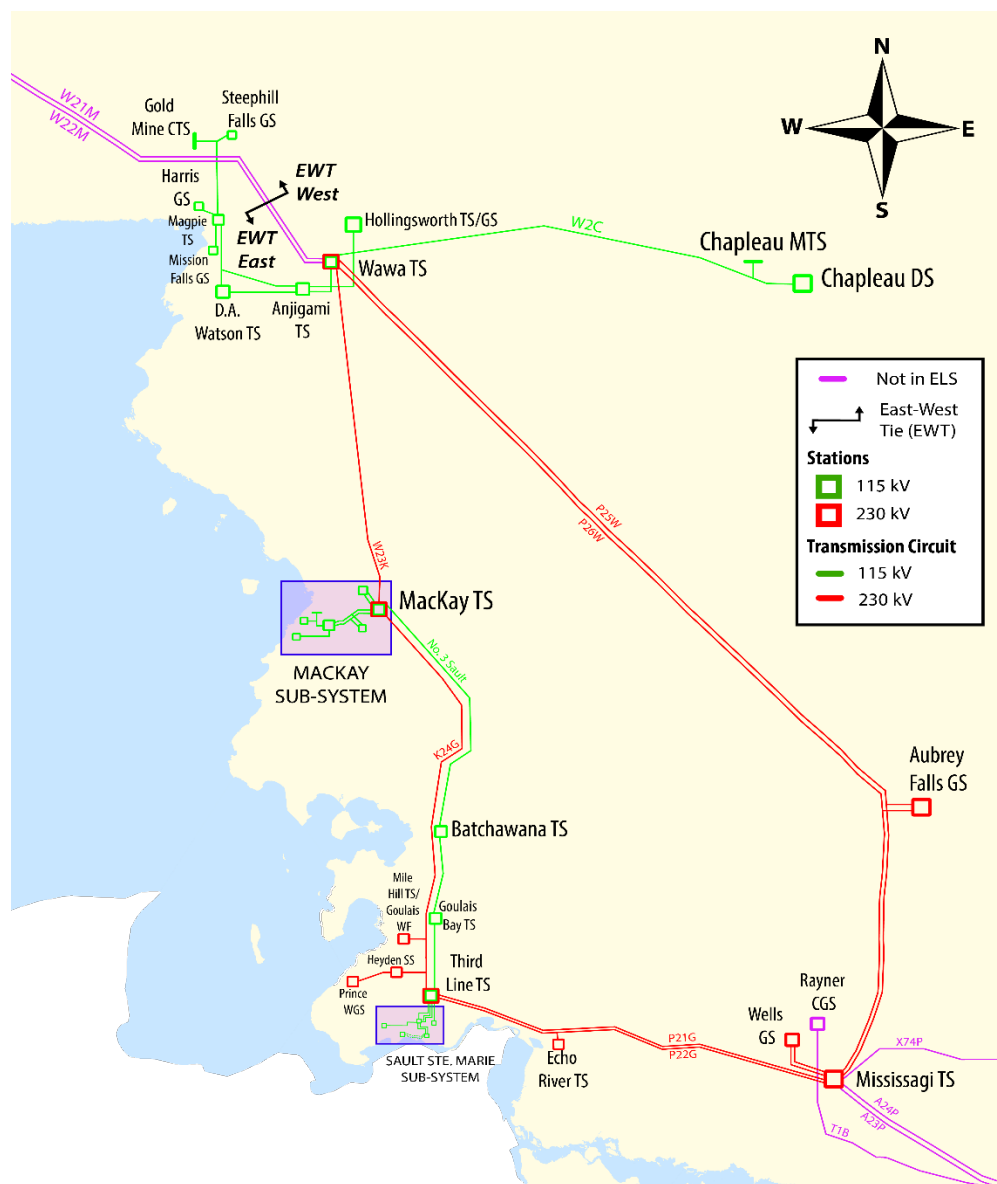 N
W
E
S
W21M
W22M
Gold
Mine CTS
Steephill
Falls GS
EWT
West
EWT
East
Harris
GS
Magpie
TS
Mission
Falls GS
Hollingsworth TS/GS
W2C
Chapleau MTS
Chapleau DS
Wawa TS
D.A.
Watson TS
Anjigami
TS
Not in ELS
East-West
Tie (EWT)
Stations
115 kV
230 kV
Transmission Circuit
115 kV
230 kV
P25W
P26W
W23K
MacKay TS
MACKAY
SUB-SYSTEM
No. 3 Sault
K24G
Aubrey
Falls GS
Batchawana TS
Mile
Hill TS/
Goulais
WF
Goulais
Bay TS
Heyden SS
Prince
WGS
Third
Line TS
SAULT STE. MARIE
SUB-SYSTEM
Echo
River TS
P21G
P22G
Wells
GS
Rayner
CGS
X74P
Mississagi TS
A24P
A23P
T1B